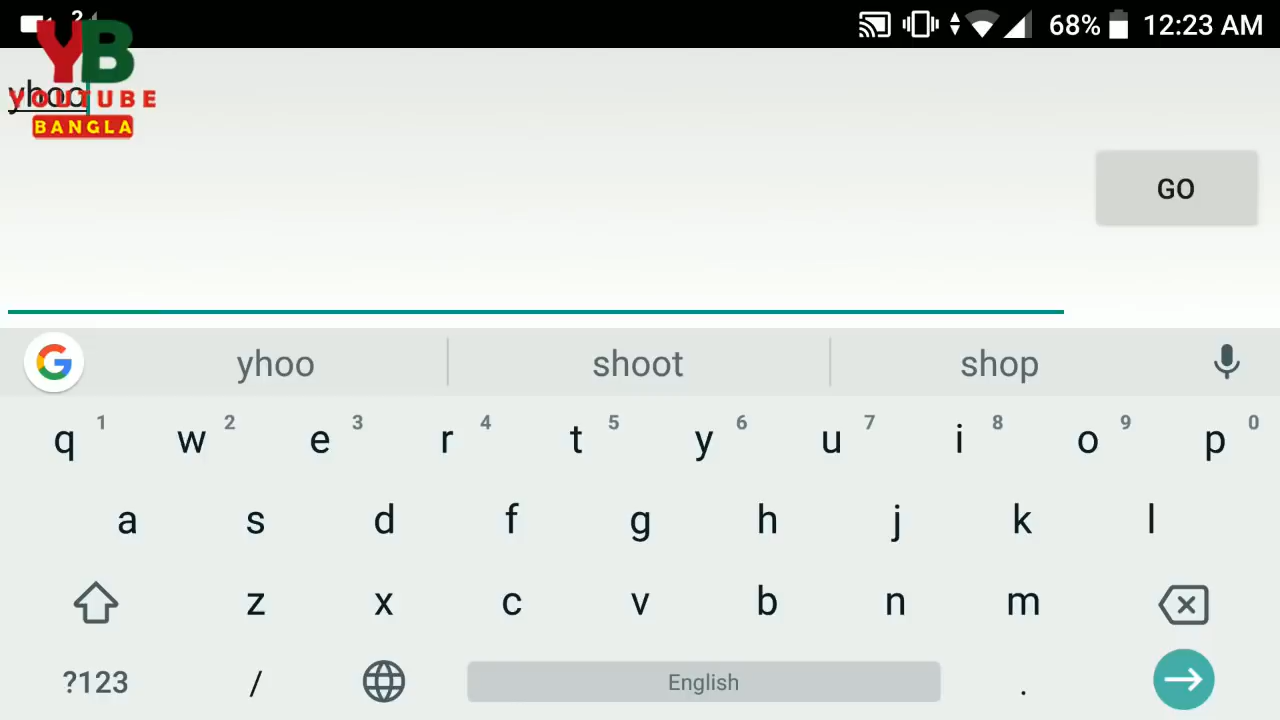 2
68% 12:23 AM
YB
yhoo
YOUTUBE
BANGLA
GO
G yhoo shoot shop
q 1 w 2 e 3 r 4 t 5 y 6 u 7 i 8 o 9 p 0
a s d f g h j k l
z x c v b n m
?123 / English .